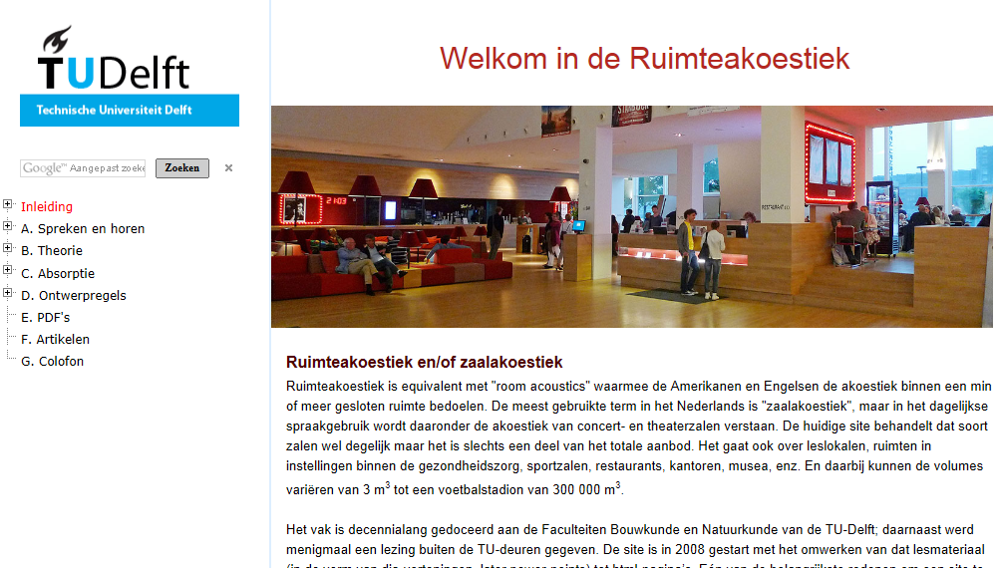 TUDelft
Technische Universiteit Delft
Google™ Aangepast zoeke
Zoeken
×
Inleiding
A. Spreken en horen
B. Theorie
C. Absorptie
D. Ontwerpregels
E. PDF's
F. Artikelen
G. Colofon
Welkom in de Ruimteakoestiek
21:03
RESTAURANT
Ruimteakoestiek en/of zaalakoestiek
Ruimteakoestiek is equivalent met "room acoustics" waarmee de Amerikanen en Engelsen de akoestiek binnen een min
of meer gesloten ruimte bedoelen. De meest gebruikte term in het Nederlands is "zaalakoestiek", maar in het dagelijkse
spraakgebruik wordt daaronder de akoestiek van concert- en theaterzalen verstaan. De huidige site behandelt dat soort
zalen wel degelijk maar het is slechts een deel van het totale aanbod. Het gaat ook over leslokalen, ruimten in
instellingen binnen de gezondheidszorg, sportzalen, restaurants, kantoren, musea, enz. En daarbij kunnen de volumes
variëren van 3 m³ tot een voetbalstadion van 300 000 m³.
Het vak is decennialang gedoceerd aan de Faculteiten Bouwkunde en Natuurkunde van de TU-Delft; daarnaast werd
menigmaal een lezing buiten de TU-deuren gegeven. De site is in 2008 gestart met het omwerken van dat lesmateriaal